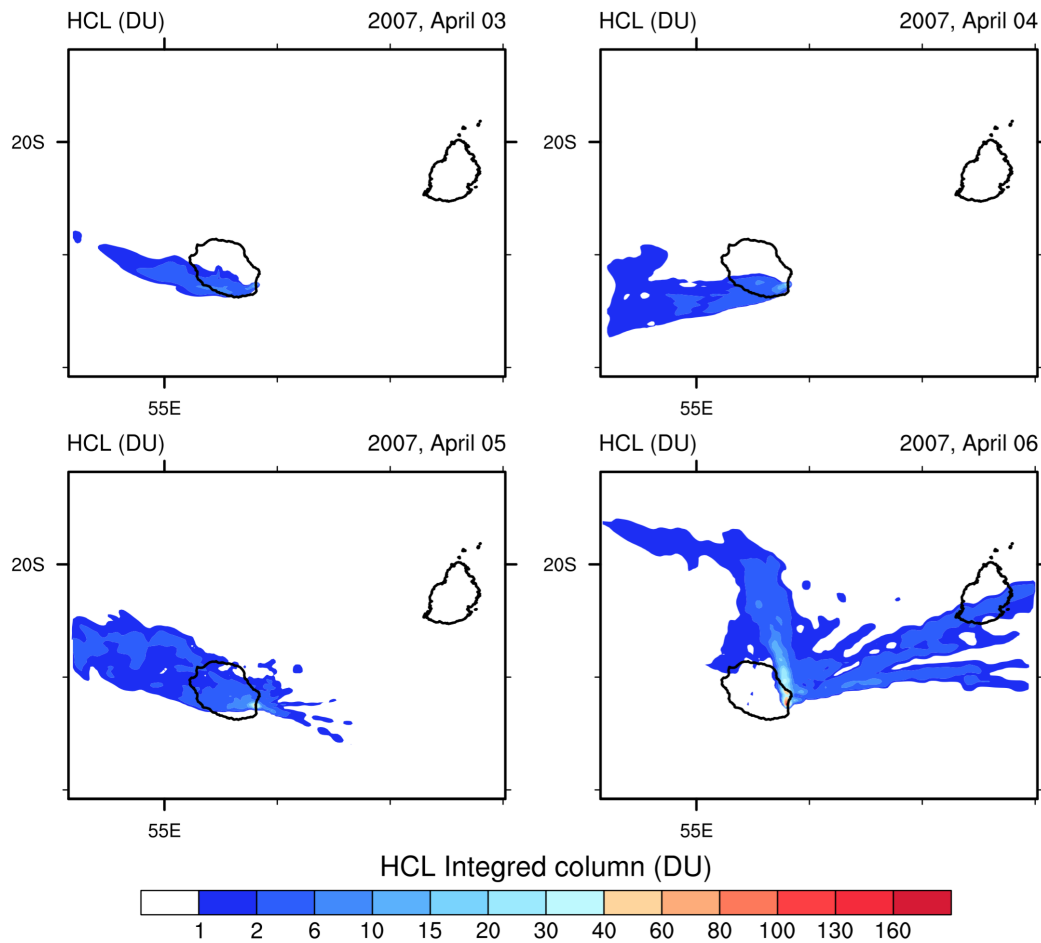 HCL (DU) 2007, April 03
20S
55E
HCL (DU) 2007, April 04
55E
HCL (DU) 2007, April 05
20S
55E
HCL (DU) 2007, April 06
55E
HCL Integred column (DU)
1 2 6 10 15 20 30 40 60 80 100 130 160